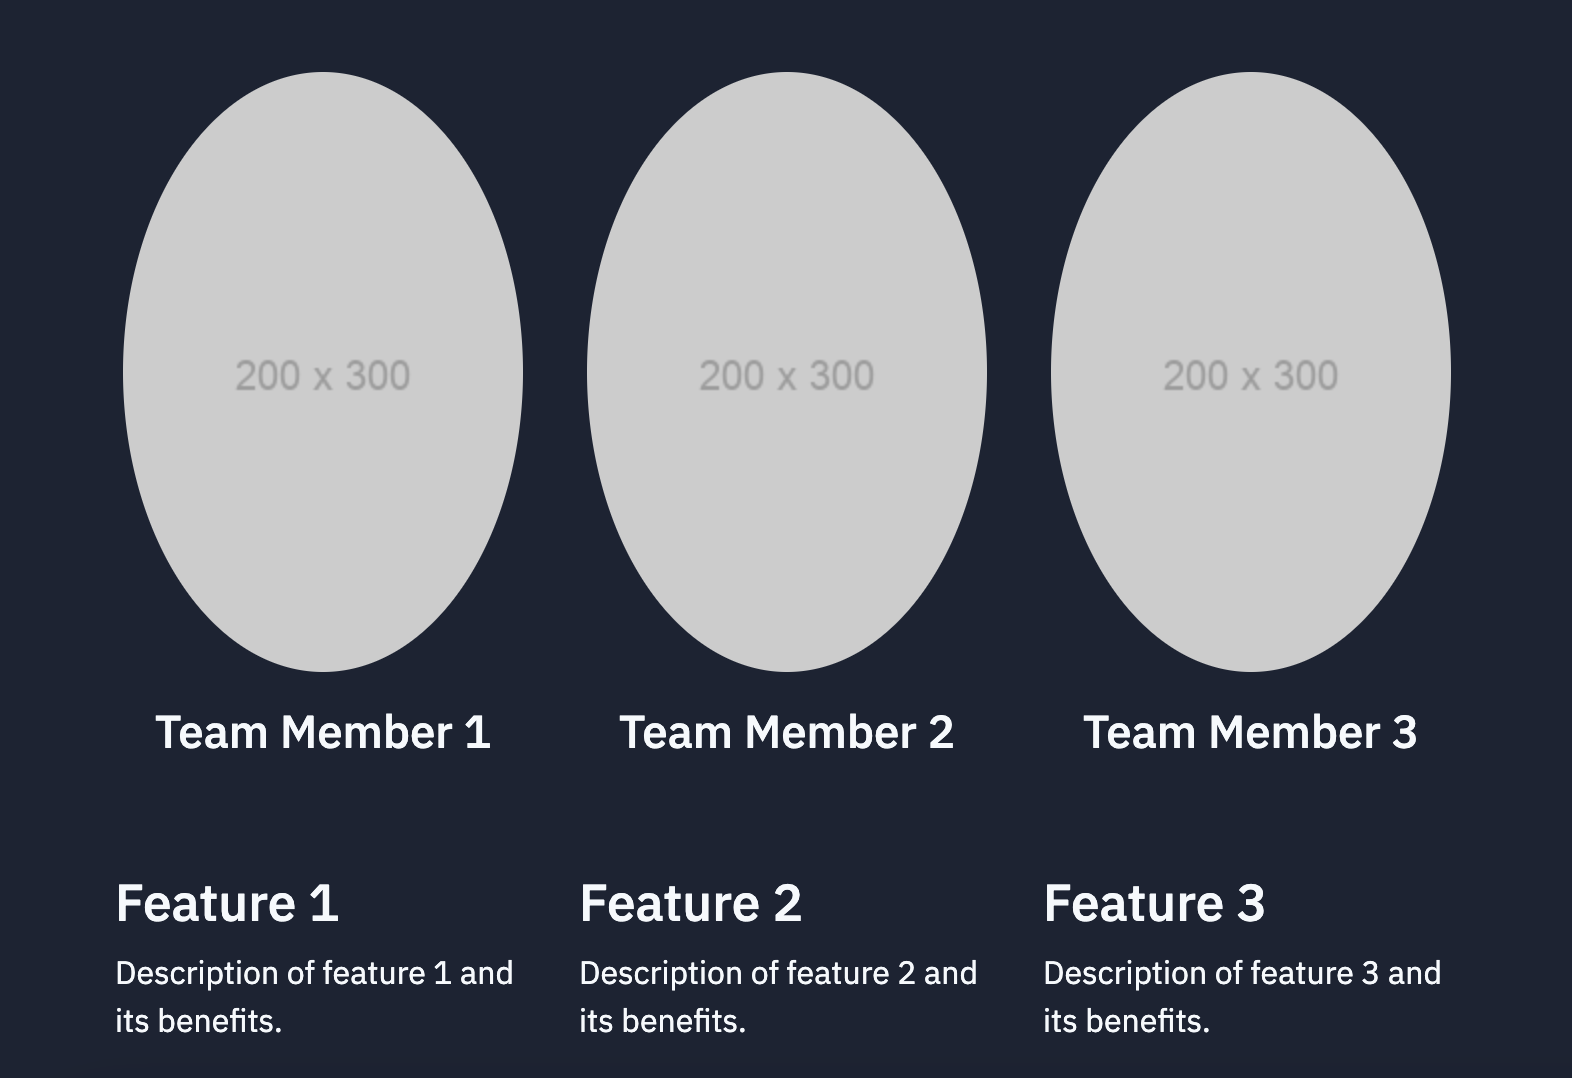 200 x 300
200 x 300
200 x 300
Team Member 1
Team Member 2
Team Member 3
Feature 1
Description of feature 1 and
its benefits.
Feature 2
Description of feature 2 and
its benefits.
Feature 3
Description of feature 3 and
its benefits.